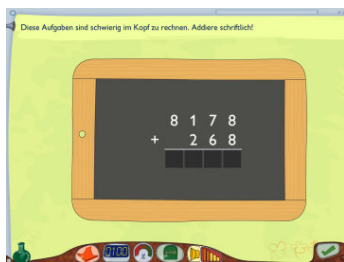 Diese Aufgaben sind schwierig im Kopf zu rechnen. Addiere schriftlich!
8 1 7 8
+ 2 6 8